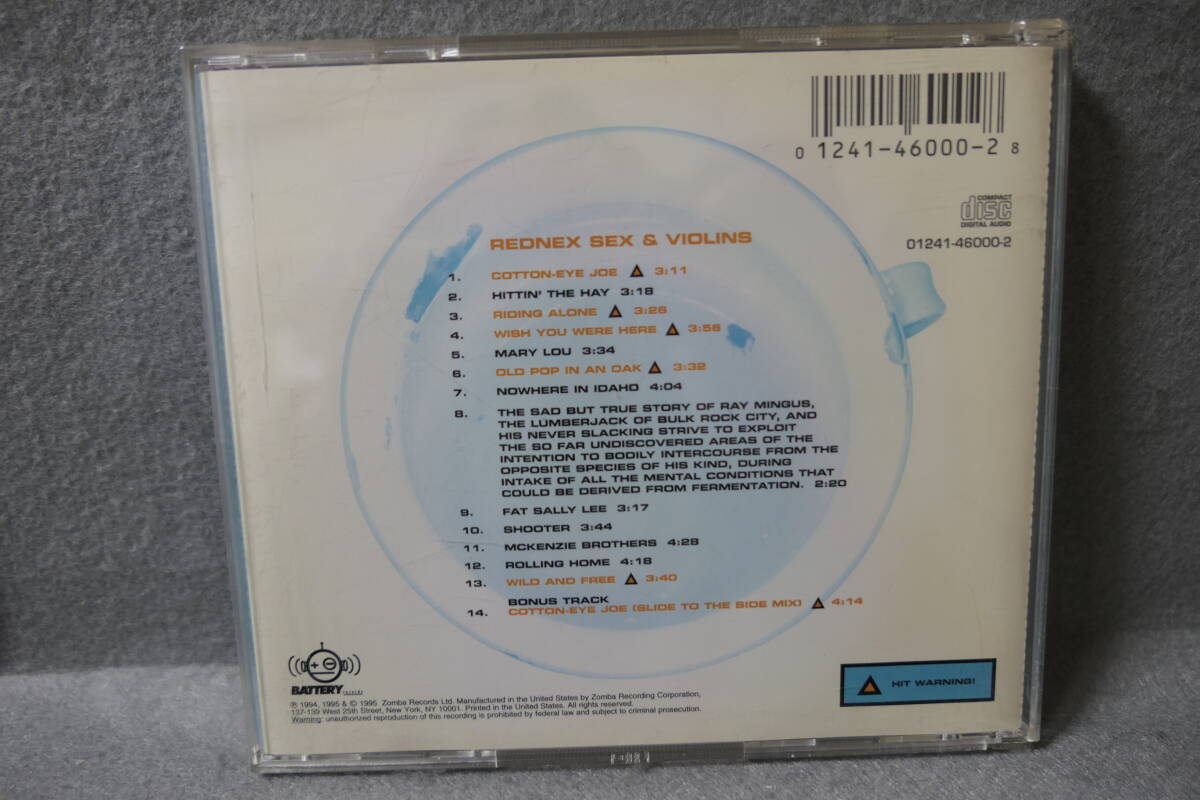 0 1241-46000-2 8
COMPACT
disc
DIGITAL AUDIO
01241-46000-2
REDNEX SEX & VIOLINS
1. COTTON-EYE JOE 3:11
2. HITTIN' THE HAY 3:18
3. RIDING ALONE 3:26
4. WISH YOU WERE HERE 3:56
5. MARY LOU 3:34
6. OLD POP IN AN OAK 3:32
7. NOWHERE IN IDAHO 4:04
8. THE SAD BUT TRUE STORY OF RAY MINGUS,
THE LUMBERJACK OF BULK ROCK CITY, AND
HIS NEVER SLACKING STRIVE TO EXPLOIT
THE SO FAR UNDISCOVERED AREAS OF THE
INTENTION TO BODILY INTERCOURSE FROM THE
OPPOSITE SPECIES OF HIS KIND, DURING
INTAKE OF ALL THE MENTAL CONDITIONS THAT
COULD BE DERIVED FROM FERMENTATION. 2:20
9. FAT SALLY LEE 3:17
10. SHOOTER 3:44
11. MCKENZIE BROTHERS 4:28
12. ROLLING HOME 4:18
13. WILD AND FREE 3:40
BONUS TRACK
14. COTTON-EYE JOE (SLIDE TO THE SIDE MIX) 4:14
BATTERY RECORDS
HIT WARNING!
℗ 1994, 1995 & © 1995 Zomba Records Ltd. Manufactured in the United States by Zomba Recording Corporation,
137-139 West 25th Street, New York, NY 10001. Printed in the United States. All rights reserved.
Warning: unauthorized reproduction of this recording is prohibited by federal law and subject to criminal prosecution.